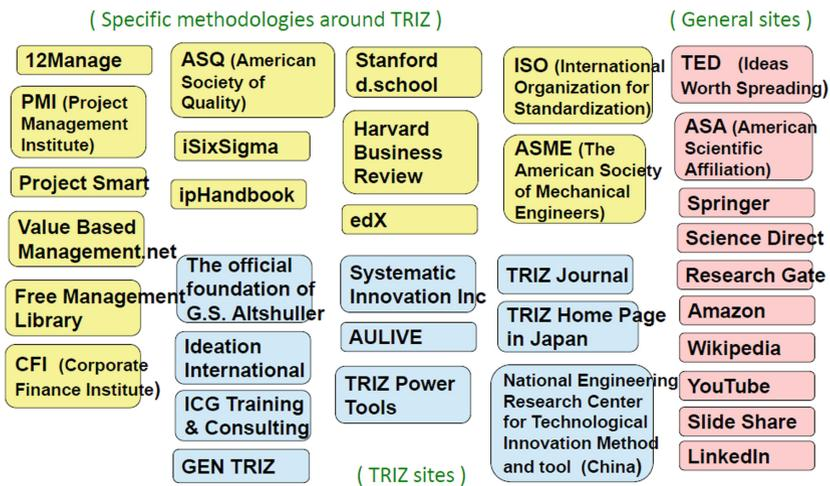 ( Specific methodologies around TRIZ )
( General sites )
12Manage
PMI (Project
Management
Institute)
Project Smart
Value Based
Management.net
Free Management
Library
CFI (Corporate
Finance Institute)
ASQ (American
Society of
Quality)
iSixSigma
ipHandbook
Stanford
d.school
Harvard
Business
Review
edX
ISO (International
Organization for
Standardization)
ASME (The
American Society
of Mechanical
Engineers)
The official
foundation of
G.S. Altshuller
Ideation
International
ICG Training
& Consulting
GEN TRIZ
Systematic
Innovation Inc
AULIVE
TRIZ Power
Tools
TRIZ Journal
TRIZ Home Page
in Japan
National Engineering
Research Center
for Technological
Innovation Method
and tool (China)
( TRIZ sites )
TED (Ideas
Worth Spreading)
ASA (American
Scientific
Affiliation)
Springer
Science Direct
Research Gate
Amazon
Wikipedia
YouTube
Slide Share
LinkedIn